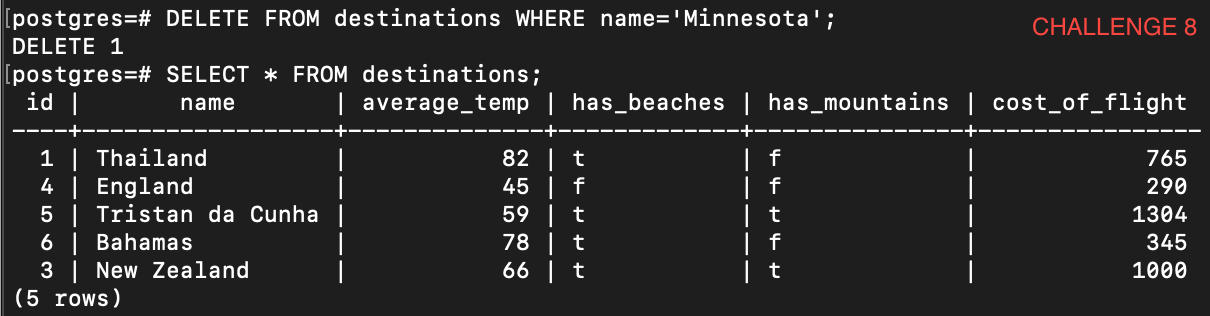 [postgres=# DELETE FROM destinations WHERE name='Minnesota';
CHALLENGE 8
DELETE 1
[postgres=# SELECT * FROM destinations;
 id |       name       | average_temp | has_beaches | has_mountains | cost_of_flight
----+------------------+--------------+-------------+---------------+----------------
  1 | Thailand         |           82 | t           | f             |            765
  4 | England          |           45 | f           | f             |            290
  5 | Tristan da Cunha |           59 | t           | t             |           1304
  6 | Bahamas          |           78 | t           | f             |            345
  3 | New Zealand      |           66 | t           | t             |           1000
(5 rows)